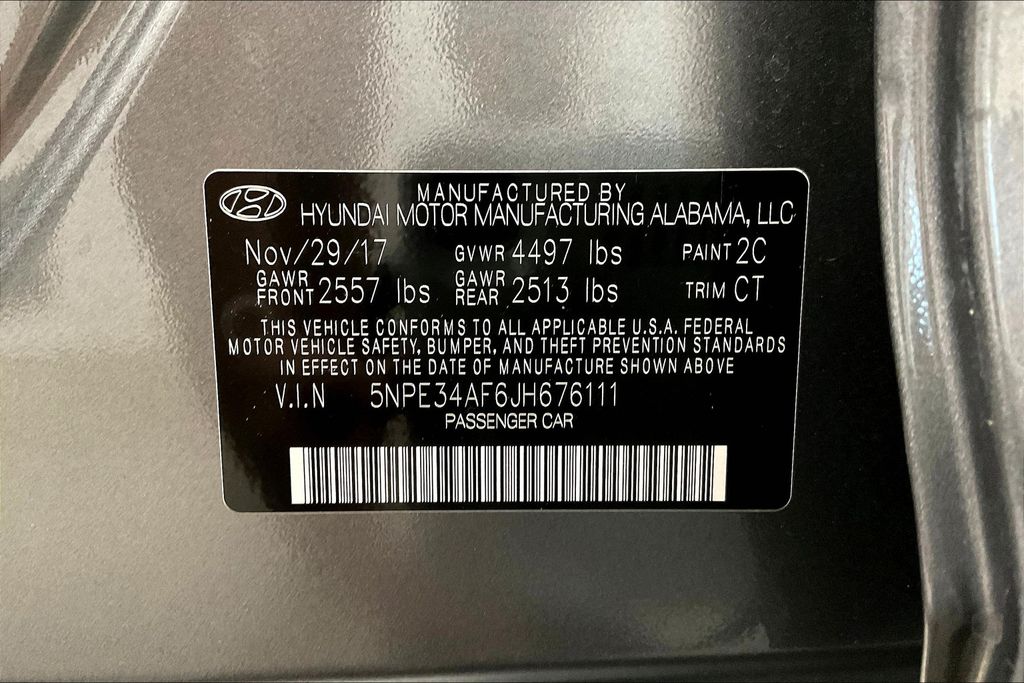 MANUFACTURED BY
HYUNDAI MOTOR MANUFACTURING ALABAMA, LLC
Nov/29/17 GVWR 4497 lbs PAINT 2C
GAWR FRONT 2557 lbs GAWR REAR 2513 lbs TRIM CT
THIS VEHICLE CONFORMS TO ALL APPLICABLE U.S.A. FEDERAL
MOTOR VEHICLE SAFETY, BUMPER, AND THEFT PREVENTION STANDARDS
IN EFFECT ON THE DATE OF MANUFACTURE SHOWN ABOVE
V.I.N 5NPE34AF6JH676111
PASSENGER CAR